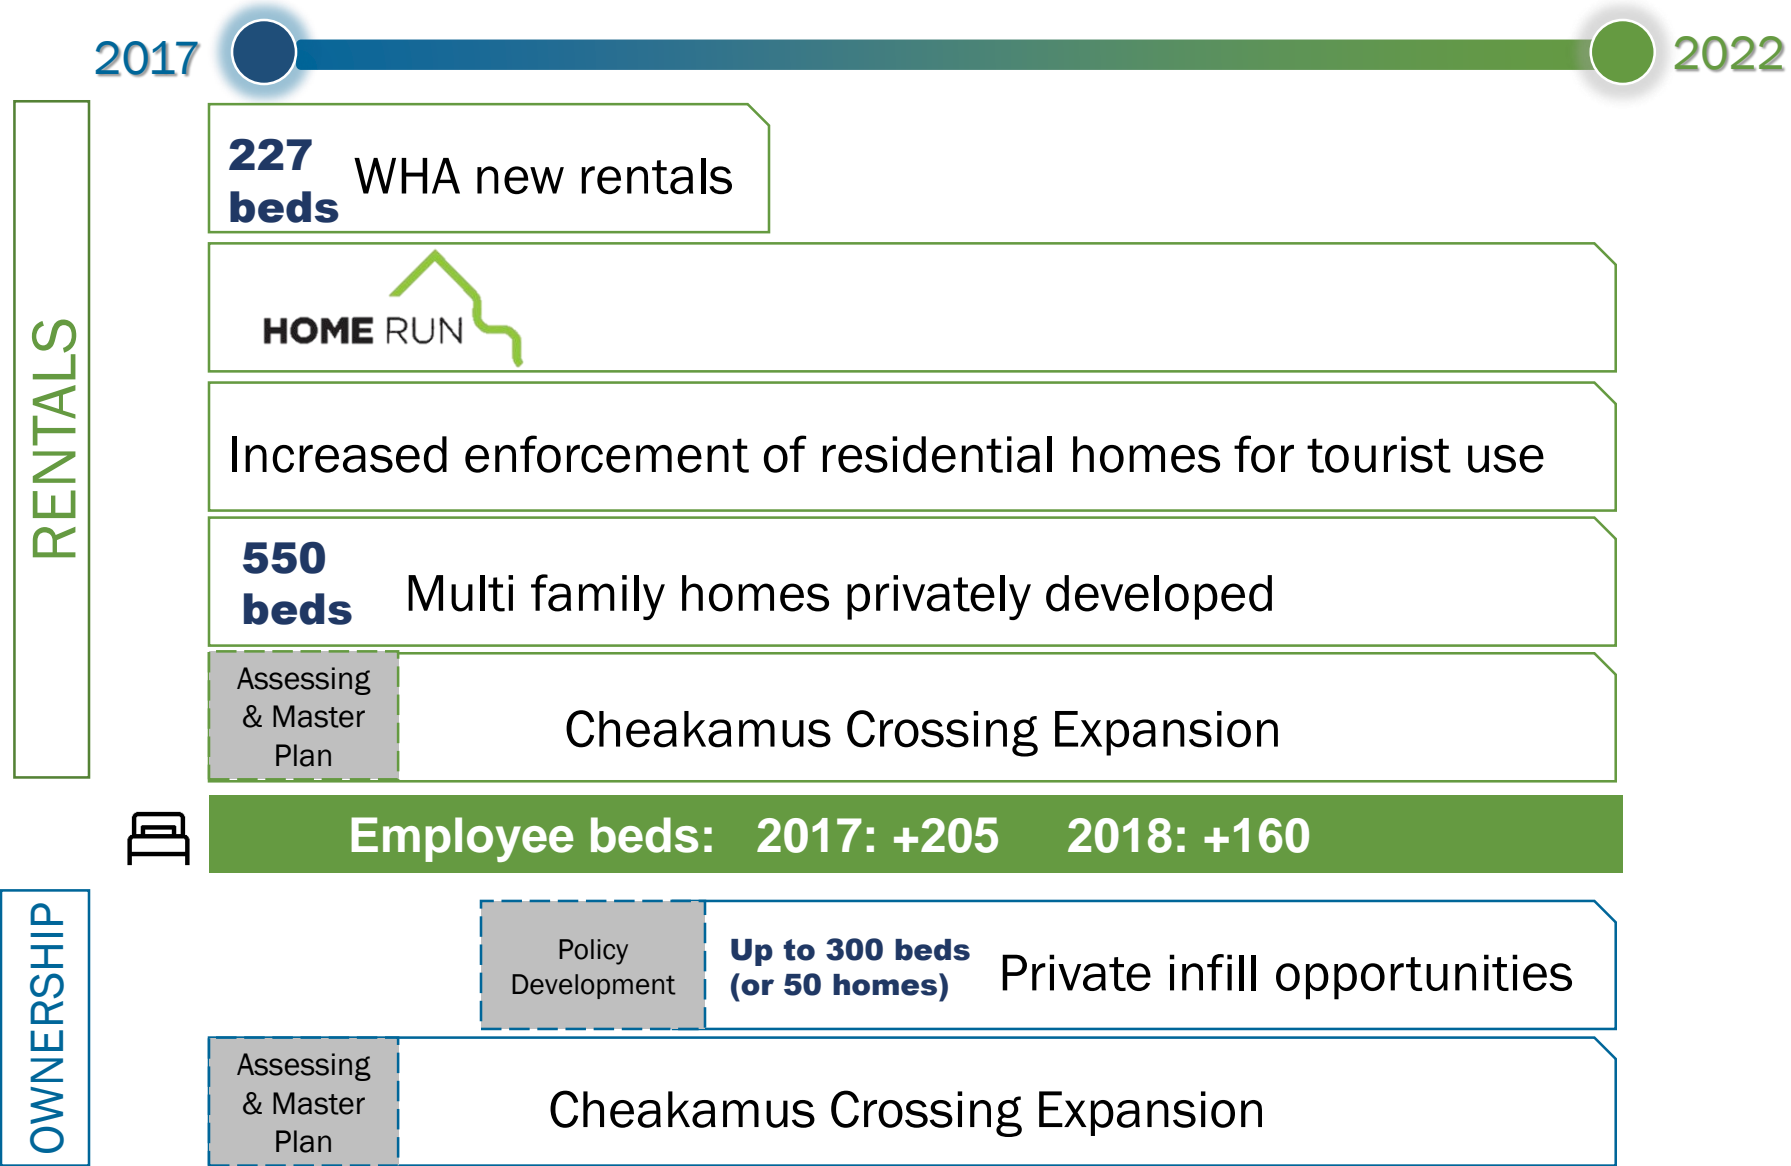 2017
2022
RENTALS
227
beds
WHA new rentals
HOME RUN
Increased enforcement of residential homes for tourist use
550
beds
Multi family homes privately developed
Assessing
& Master
Plan
Cheakamus Crossing Expansion
Employee beds: 2017: +205 2018: +160
OWNERSHIP
Policy
Development
Up to 300 beds
(or 50 homes)
Private infill opportunities
Assessing
& Master
Plan
Cheakamus Crossing Expansion